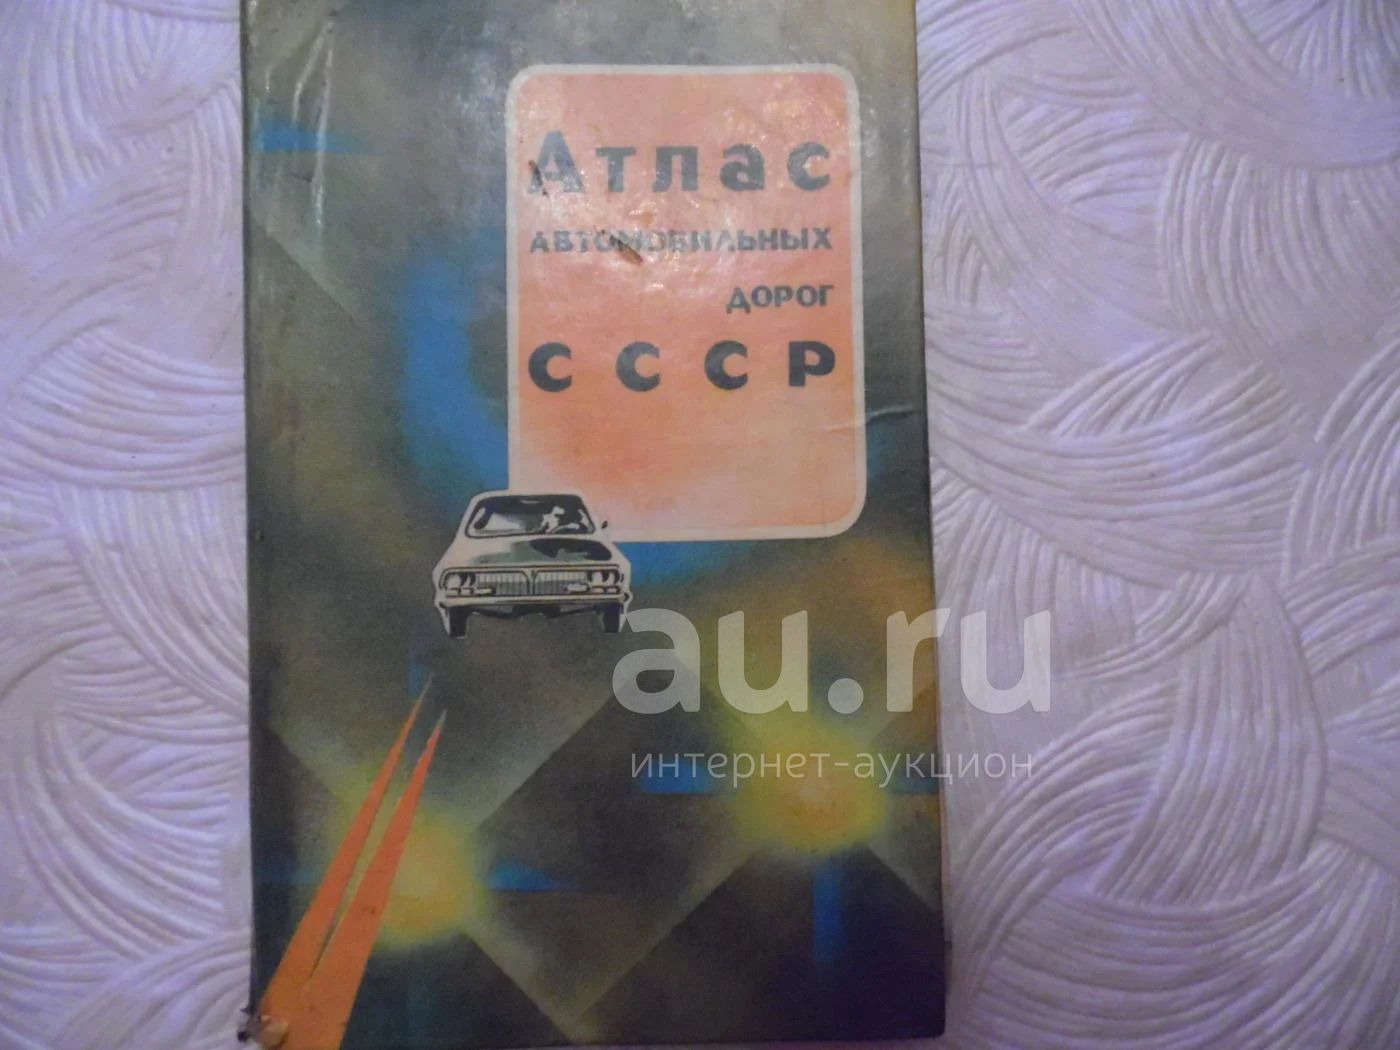 Атлас
автомобильных
дорог
СССР
au.ru
интернет-аукцион